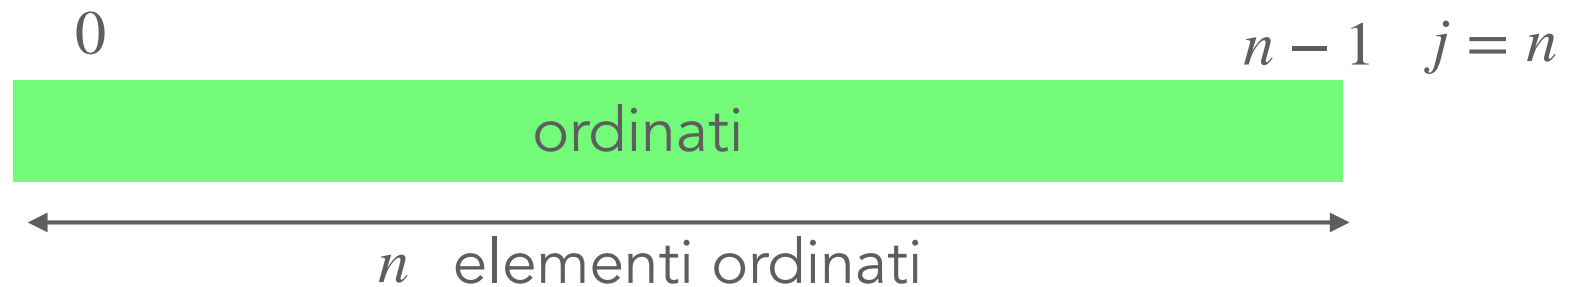 0 n − 1 j = n
ordinati
n elementi ordinati